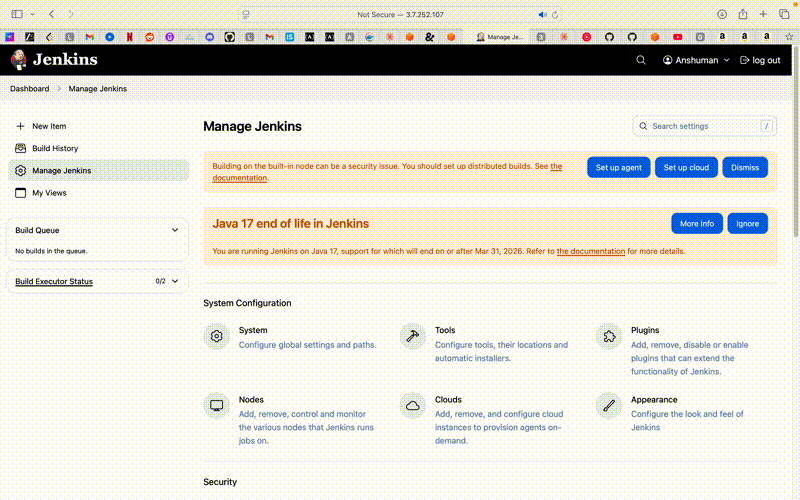 Not Secure — 3.7.252.107
Manage Je...
Jenkins
Anshuman
log out
Dashboard
Manage Jenkins
New Item
Build History
Manage Jenkins
My Views
Build Queue
No builds in the queue.
Build Executor Status
0/2
Manage Jenkins
Search settings
/
Building on the built-in node can be a security issue. You should set up distributed builds. See the
documentation.
Set up agent
Set up cloud
Dismiss
Java 17 end of life in Jenkins
More Info
Ignore
You are running Jenkins on Java 17, support for which will end on or after Mar 31, 2026. Refer to the documentation for more details.
System Configuration
System
Configure global settings and paths.
Tools
Configure tools, their locations and
automatic installers.
Plugins
Add, remove, disable or enable
plugins that can extend the
functionality of Jenkins.
Nodes
Add, remove, control and monitor
the various nodes that Jenkins runs
jobs on.
Clouds
Add, remove, and configure cloud
instances to provision agents on-
demand.
Appearance
Configure the look and feel of
Jenkins
Security